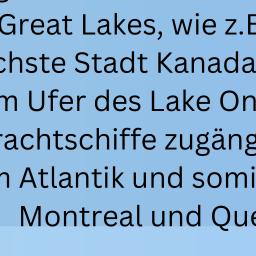 Great Lakes, wie z.B
chste Stadt Kanada
m Ufer des Lake On
rachtschiffe zugäng
n Atlantik und somi
Montreal und Que